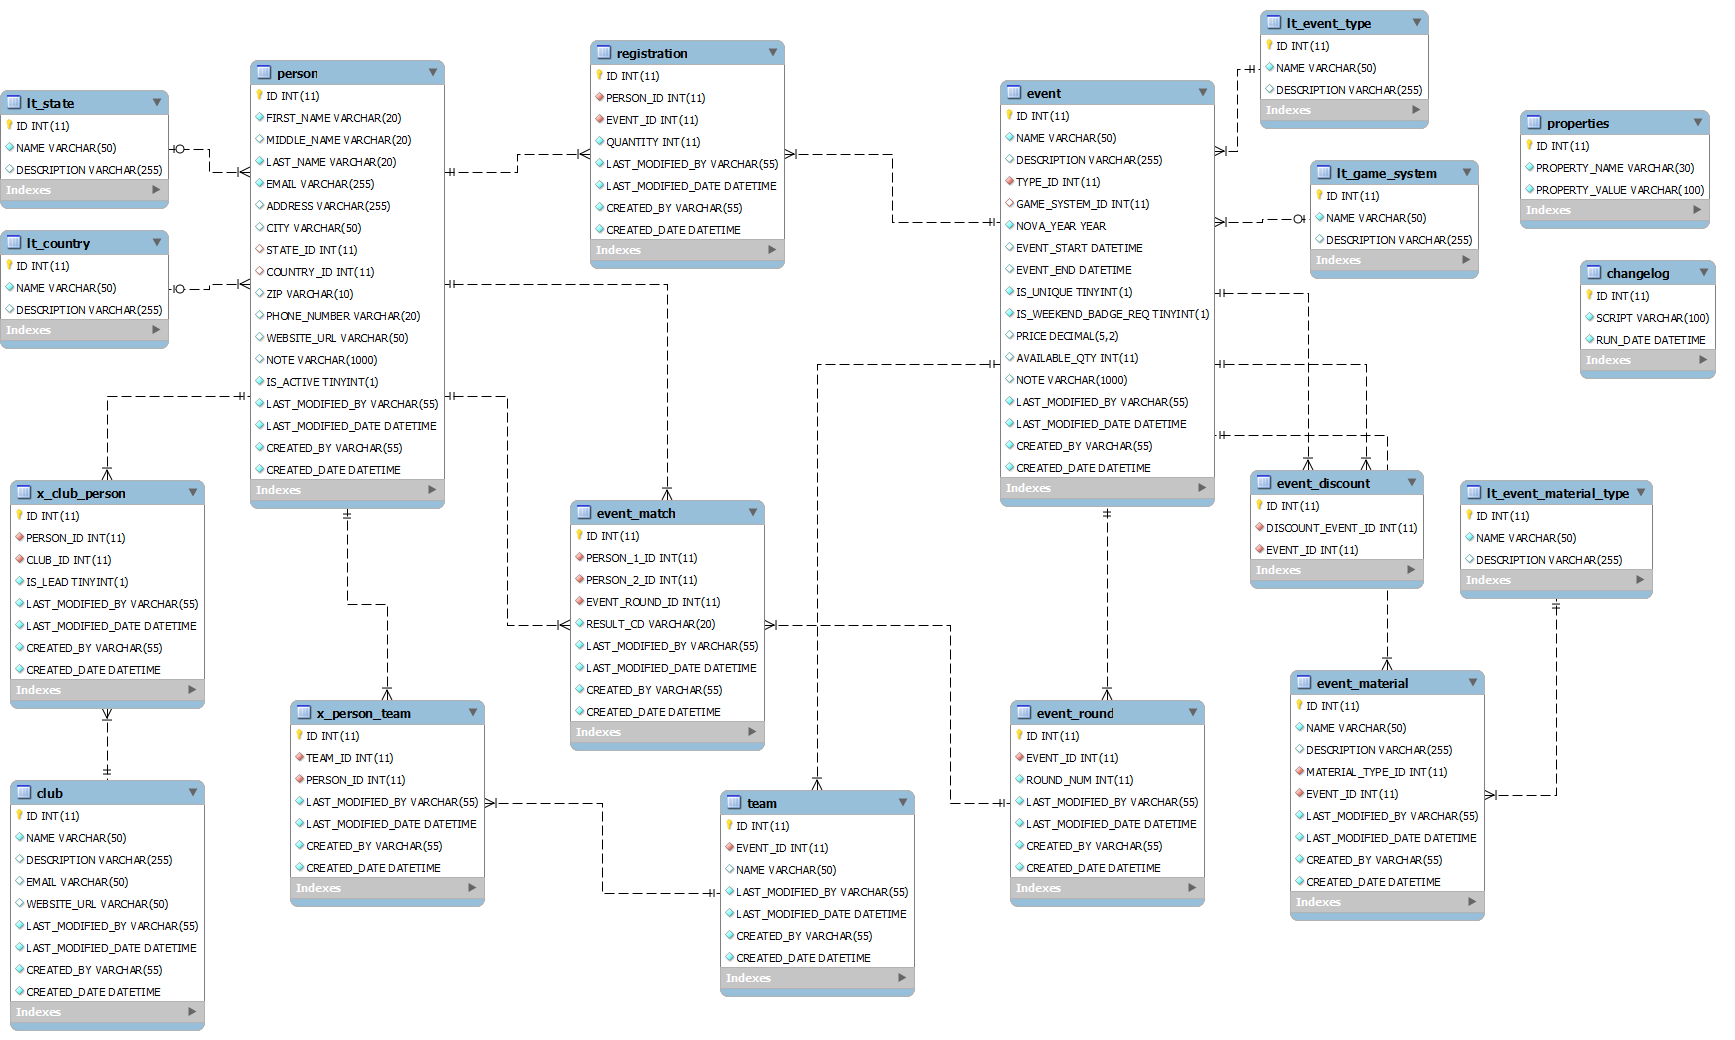 lt_state
ID INT(11)
NAME VARCHAR(50)
DESCRIPTION VARCHAR(255)
Indexes
lt_country
ID INT(11)
NAME VARCHAR(50)
DESCRIPTION VARCHAR(255)
Indexes
person
ID INT(11)
FIRST_NAME VARCHAR(20)
MIDDLE_NAME VARCHAR(20)
LAST_NAME VARCHAR(20)
EMAIL VARCHAR(255)
ADDRESS VARCHAR(255)
CITY VARCHAR(50)
STATE_ID INT(11)
COUNTRY_ID INT(11)
ZIP VARCHAR(10)
PHONE_NUMBER VARCHAR(20)
WEBSITE_URL VARCHAR(50)
NOTE VARCHAR(1000)
IS_ACTIVE TINYINT(1)
LAST_MODIFIED_BY VARCHAR(55)
LAST_MODIFIED_DATE DATETIME
CREATED_BY VARCHAR(55)
CREATED_DATE DATETIME
Indexes
registration
ID INT(11)
PERSON_ID INT(11)
EVENT_ID INT(11)
QUANTITY INT(11)
LAST_MODIFIED_BY VARCHAR(55)
LAST_MODIFIED_DATE DATETIME
CREATED_BY VARCHAR(55)
CREATED_DATE DATETIME
Indexes
event
ID INT(11)
NAME VARCHAR(50)
DESCRIPTION VARCHAR(255)
TYPE_ID INT(11)
GAME_SYSTEM_ID INT(11)
NOVA_YEAR YEAR
EVENT_START DATETIME
EVENT_END DATETIME
IS_UNIQUE TINYINT(1)
IS_WEEKEND_BADGE_REQ TINYINT(1)
PRICE DECIMAL(5,2)
AVAILABLE_QTY INT(11)
NOTE VARCHAR(1000)
LAST_MODIFIED_BY VARCHAR(55)
LAST_MODIFIED_DATE DATETIME
CREATED_BY VARCHAR(55)
CREATED_DATE DATETIME
Indexes
lt_event_type
ID INT(11)
NAME VARCHAR(50)
DESCRIPTION VARCHAR(255)
Indexes
lt_game_system
ID INT(11)
NAME VARCHAR(50)
DESCRIPTION VARCHAR(255)
Indexes
properties
ID INT(11)
PROPERTY_NAME VARCHAR(30)
PROPERTY_VALUE VARCHAR(100)
Indexes
changelog
ID INT(11)
SCRIPT VARCHAR(100)
RUN_DATE DATETIME
Indexes
x_club_person
ID INT(11)
PERSON_ID INT(11)
CLUB_ID INT(11)
IS_LEAD TINYINT(1)
LAST_MODIFIED_BY VARCHAR(55)
LAST_MODIFIED_DATE DATETIME
CREATED_BY VARCHAR(55)
CREATED_DATE DATETIME
Indexes
club
ID INT(11)
NAME VARCHAR(50)
DESCRIPTION VARCHAR(255)
EMAIL VARCHAR(50)
WEBSITE_URL VARCHAR(50)
LAST_MODIFIED_BY VARCHAR(55)
LAST_MODIFIED_DATE DATETIME
CREATED_BY VARCHAR(55)
CREATED_DATE DATETIME
Indexes
x_person_team
ID INT(11)
TEAM_ID INT(11)
PERSON_ID INT(11)
LAST_MODIFIED_BY VARCHAR(55)
LAST_MODIFIED_DATE DATETIME
CREATED_BY VARCHAR(55)
CREATED_DATE DATETIME
Indexes
event_match
ID INT(11)
PERSON_1_ID INT(11)
PERSON_2_ID INT(11)
EVENT_ROUND_ID INT(11)
RESULT_CD VARCHAR(20)
LAST_MODIFIED_BY VARCHAR(55)
LAST_MODIFIED_DATE DATETIME
CREATED_BY VARCHAR(55)
CREATED_DATE DATETIME
Indexes
team
ID INT(11)
EVENT_ID INT(11)
NAME VARCHAR(50)
LAST_MODIFIED_BY VARCHAR(55)
LAST_MODIFIED_DATE DATETIME
CREATED_BY VARCHAR(55)
CREATED_DATE DATETIME
Indexes
event_round
ID INT(11)
EVENT_ID INT(11)
ROUND_NUM INT(11)
LAST_MODIFIED_BY VARCHAR(55)
LAST_MODIFIED_DATE DATETIME
CREATED_BY VARCHAR(55)
CREATED_DATE DATETIME
Indexes
event_discount
ID INT(11)
DISCOUNT_EVENT_ID INT(11)
EVENT_ID INT(11)
Indexes
lt_event_material_type
ID INT(11)
NAME VARCHAR(50)
DESCRIPTION VARCHAR(255)
Indexes
event_material
ID INT(11)
NAME VARCHAR(50)
DESCRIPTION VARCHAR(255)
MATERIAL_TYPE_ID INT(11)
EVENT_ID INT(11)
LAST_MODIFIED_BY VARCHAR(55)
LAST_MODIFIED_DATE DATETIME
CREATED_BY VARCHAR(55)
CREATED_DATE DATETIME
Indexes